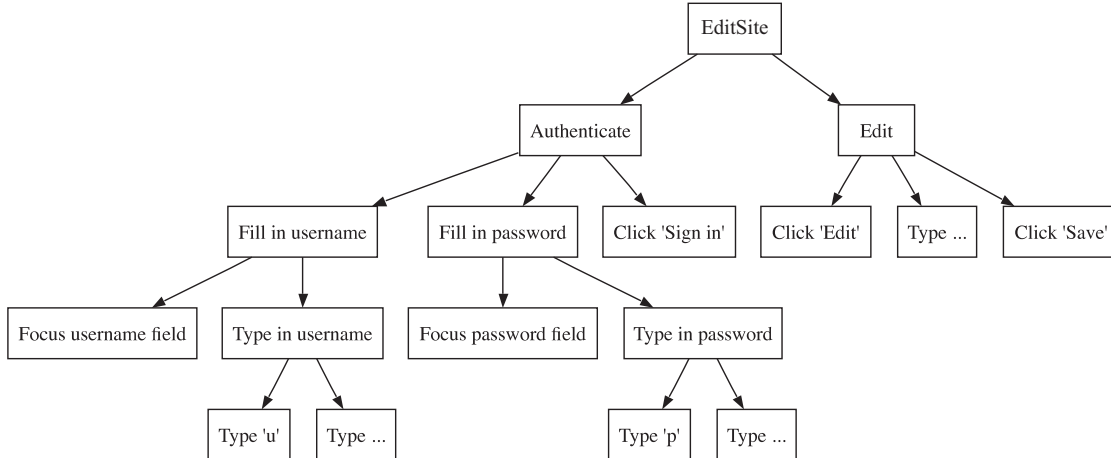 EditSite
Authenticate
Edit
Fill in username
Fill in password
Click 'Sign in'
Click 'Edit'
Type ...
Click 'Save'
Focus username field
Type in username
Focus password field
Type in password
Type 'u'
Type ...
Type 'p'
Type ...